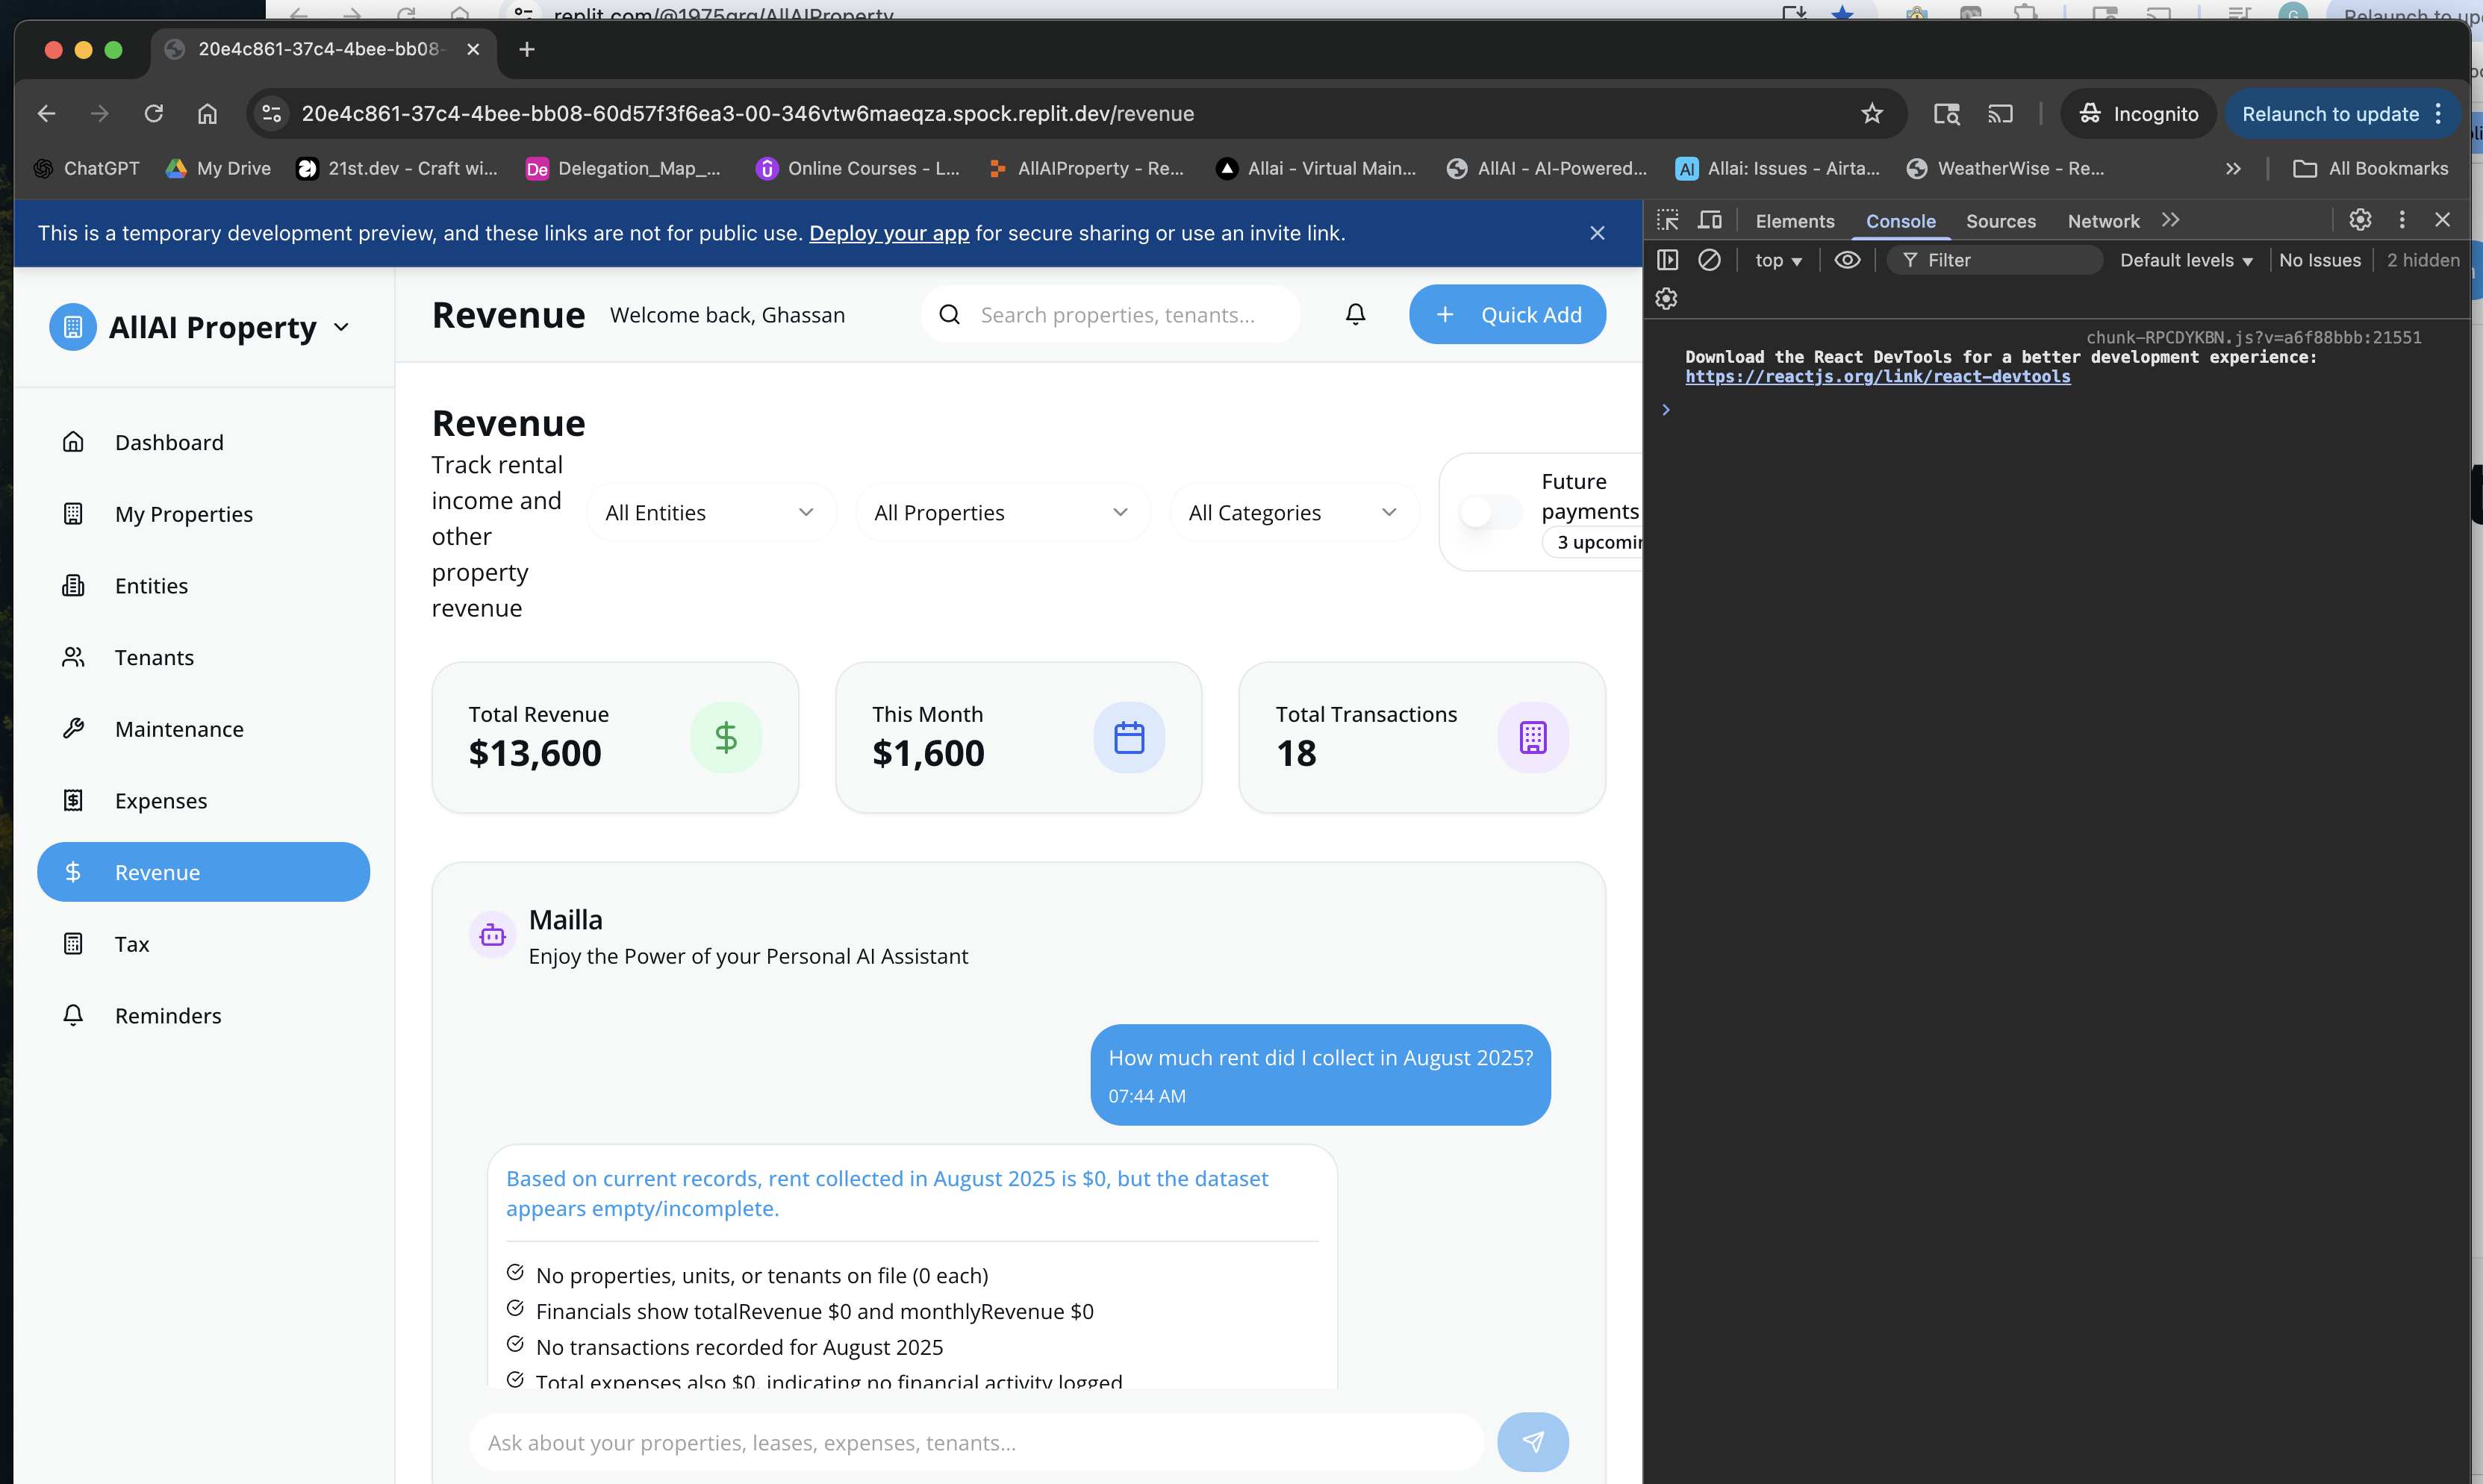 replit.com/@1975grg/AllAIProperty
Relaunch to up
20e4c861-37c4-4bee-bb08-
20e4c861-37c4-4bee-bb08-60d57f3f6ea3-00-346vtw6maeqza.spock.replit.dev/revenue
Incognito
Relaunch to update
ChatGPT
My Drive
21st.dev - Craft wi...
De
Delegation_Map_...
Online Courses - L...
AllAIProperty - Re...
Allai - Virtual Main...
AllAI - AI-Powered...
AI
Allai: Issues - Airta...
WeatherWise - Re...
All Bookmarks
This is a temporary development preview, and these links are not for public use. Deploy your app for secure sharing or use an invite link.
AllAI Property
Dashboard
My Properties
Entities
Tenants
Maintenance
Expenses
Revenue
Tax
Reminders
Revenue
Welcome back, Ghassan
Search properties, tenants...
+ Quick Add
Revenue
Track rental
income and
other
property
revenue
All Entities
All Properties
All Categories
Future
payments
3 upcomin
Total Revenue
$13,600
This Month
$1,600
Total Transactions
18
Mailla
Enjoy the Power of your Personal AI Assistant
How much rent did I collect in August 2025?
07:44 AM
Based on current records, rent collected in August 2025 is $0, but the dataset
appears empty/incomplete.
No properties, units, or tenants on file (0 each)
Financials show totalRevenue $0 and monthlyRevenue $0
No transactions recorded for August 2025
Total expenses also $0, indicating no financial activity logged
Ask about your properties, leases, expenses, tenants...
Elements
Console
Sources
Network
top
Filter
Default levels
No Issues
2 hidden
chunk-RPCDYKBN.js?v=a6f88bbb:21551
Download the React DevTools for a better development experience:
https://reactjs.org/link/react-devtools